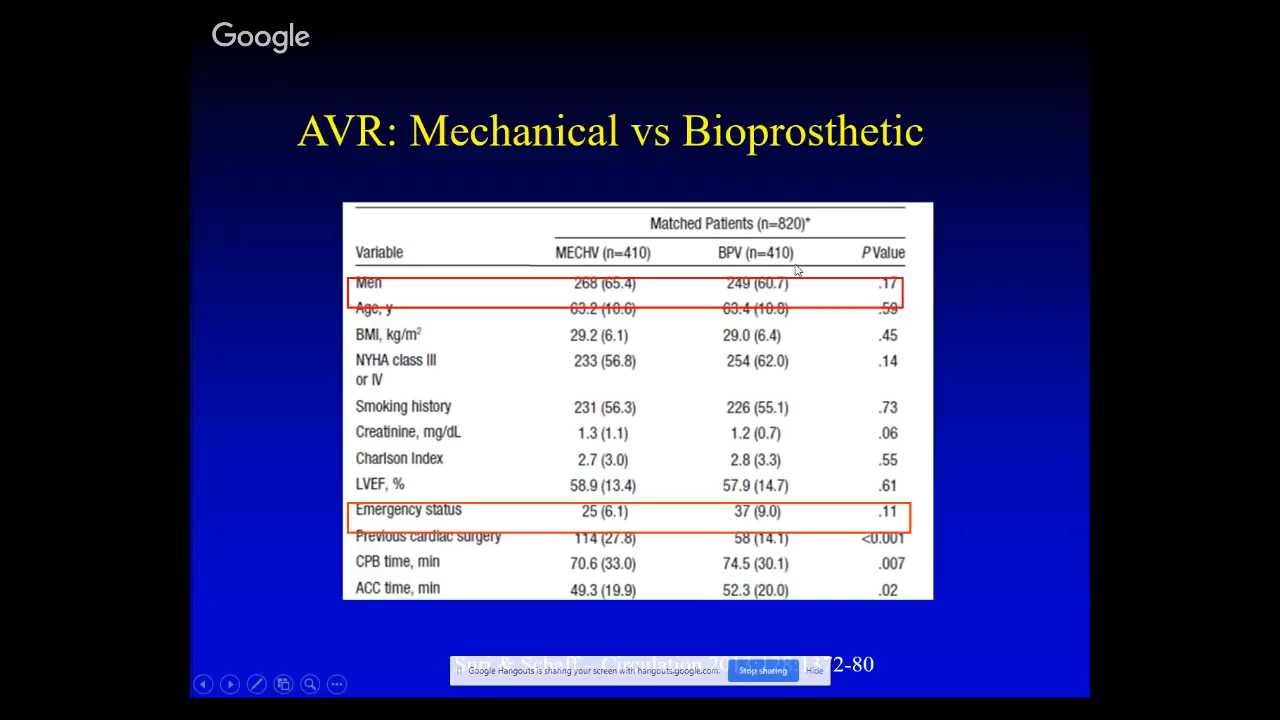 Google
AVR: Mechanical vs Bioprosthetic
Matched Patients (n=820)*
Variable MECHV (n=410) BPV (n=410) P Value
Men 268 (65.4) 249 (60.7) .17
Age, y 63.2 (10.6) 63.4 (10.8) .59
BMI, kg/m² 29.2 (6.1) 29.0 (6.4) .45
NYHA class III 233 (56.8) 254 (62.0) .14
or IV
Smoking history 231 (56.3) 226 (55.1) .73
Creatinine, mg/dL 1.3 (1.1) 1.2 (0.7) .06
Charlson Index 2.7 (3.0) 2.8 (3.3) .55
LVEF, % 58.9 (13.4) 57.9 (14.7) .61
Emergency status 25 (6.1) 37 (9.0) .11
Previous cardiac surgery 114 (27.8) 58 (14.1) <0.001
CPB time, min 70.6 (33.0) 74.5 (30.1) .007
ACC time, min 49.3 (19.9) 52.3 (20.0) .02
Suri & Schaff Circulation 372-80
Google Hangouts is sharing your screen with hangouts.google.com. Stop sharing Hide